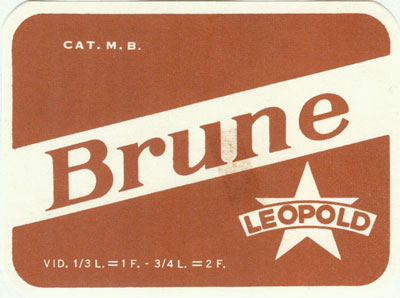 CAT. M. B.
Brune
LEOPOLD
VID. 1/3 L. = 1 F. - 3/4 L. = 2 F.